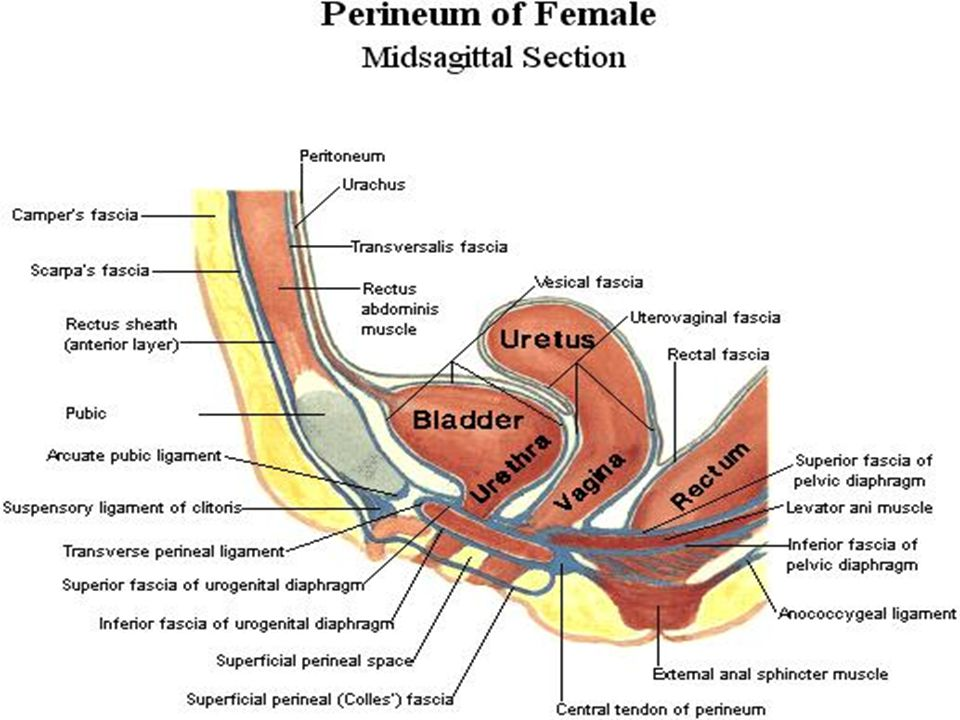 Perineum of Female
Midsagittal Section
Peritoneum
Urachus
Camper's fascia
Transversalis fascia
Scarpa's fascia
Vesical fascia
Rectus
abdominis
muscle
Uterovaginal fascia
Rectus sheath
(anterior layer)
Uretus
Rectal fascia
Pubic
Bladder
Urethra
Vagina
Rectum
Arcuate pubic ligament
Superior fascia of
pelvic diaphragm
Suspensory ligament of clitoris
Levator ani muscle
Transverse perineal ligament
Inferior fascia of
pelvic diaphragm
Superior fascia of urogenital diaphragm
Anococcygeal ligament
Inferior fascia of urogenital diaphragm
Superficial perineal space
External anal sphincter muscle
Superficial perineal (Colles') fascia
Central tendon of perineum